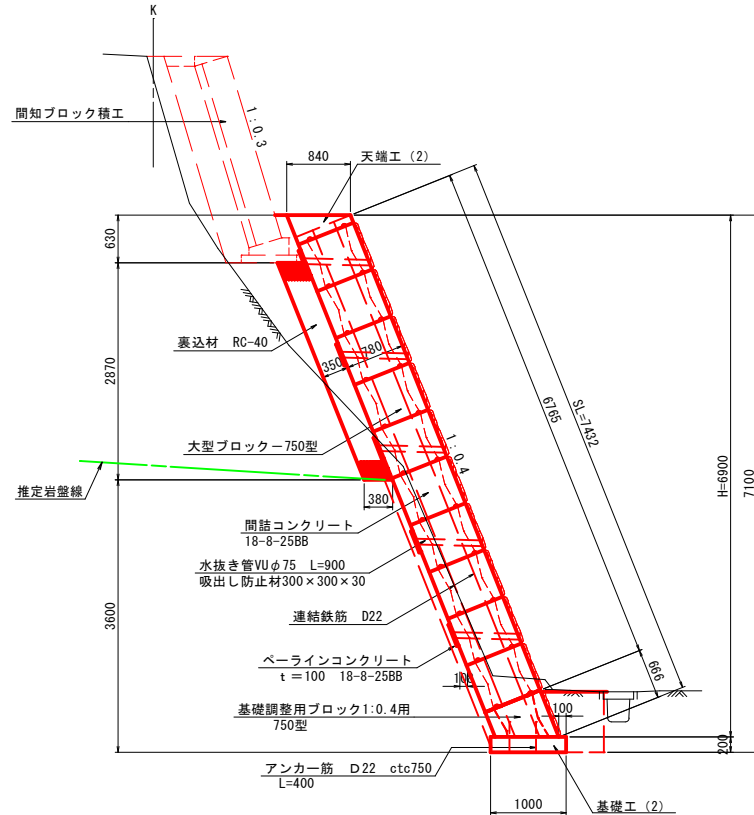 K
間知ブロック積工
1:0.3
840
天端工（2）
630
裏込材　RC-40
350
780
2870
大型ブロックー750型
1:0.4
6765
SL=7432
H=6900
7100
推定岩盤線
380
間詰コンクリート
18-8-25BB
水抜き管VUφ75　L=900
吸出し防止材300×300×30
連結鉄筋　D22
3600
ペーラインコンクリート
ｔ＝100　18-8-25BB
100
666
基礎調整用ブロック1:0.4用
750型
100
200
アンカー筋　Ｄ22　ctc750
L=400
1000
基礎工（2）